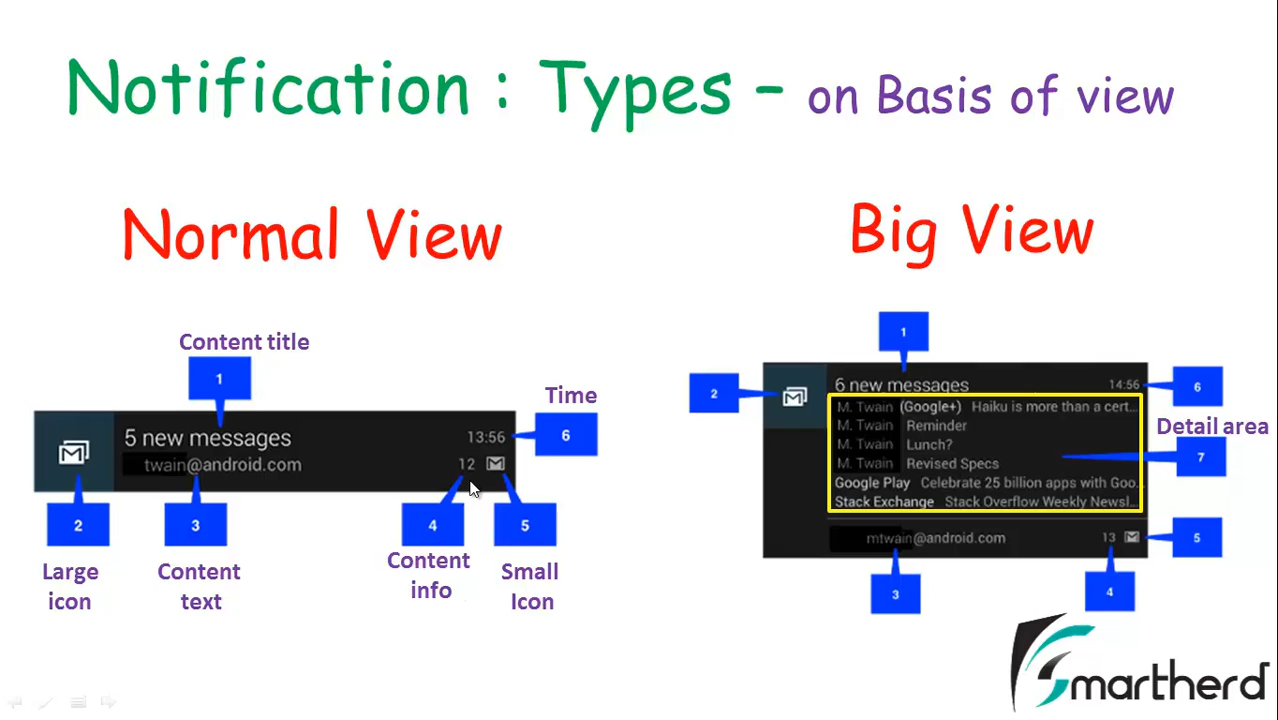 Notification : Types - on Basis of view
Normal View
Big View
Content title
1
Time
5 new messages
13:56
6
twain@android.com
12
2
3
4
5
Large icon
Content text
Content info
Small Icon
1
2
6 new messages
14:56
6
M. Twain (Google+) Haiku is more than a cert...
M. Twain Reminder
M. Twain Lunch?
M. Twain Revised Specs
Google Play Celebrate 25 billion apps with Goo...
Stack Exchange Stack Overflow Weekly Newsl...
Detail area
7
mtwain@android.com
13
5
3
4
Smartherd